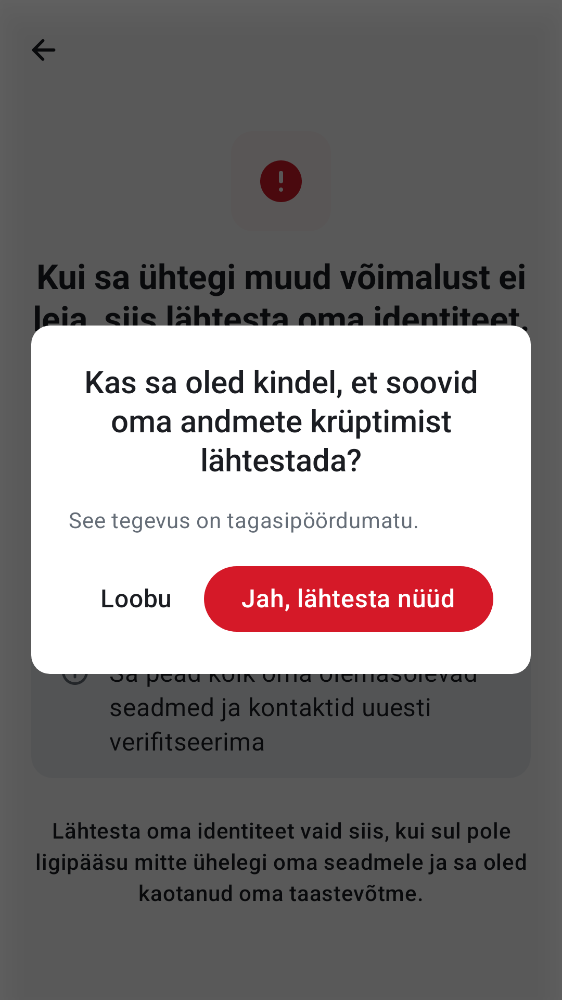 Kui sa ühtegi muud võimalust ei
leia, siis lähtesta oma identiteet.
Kas sa oled kindel, et soovid
oma andmete krüptimist
lähtestada?
See tegevus on tagasipöördumatu.
Loobu
Jah, lähtesta nüüd
Sa pead kõik oma olemasolevad
seadmed ja kontaktid uuesti
verifitseerima
Lähtesta oma identiteet vaid siis, kui sul pole
ligipääsu mitte ühelegi oma seadmele ja sa oled
kaotanud oma taastevõtme.